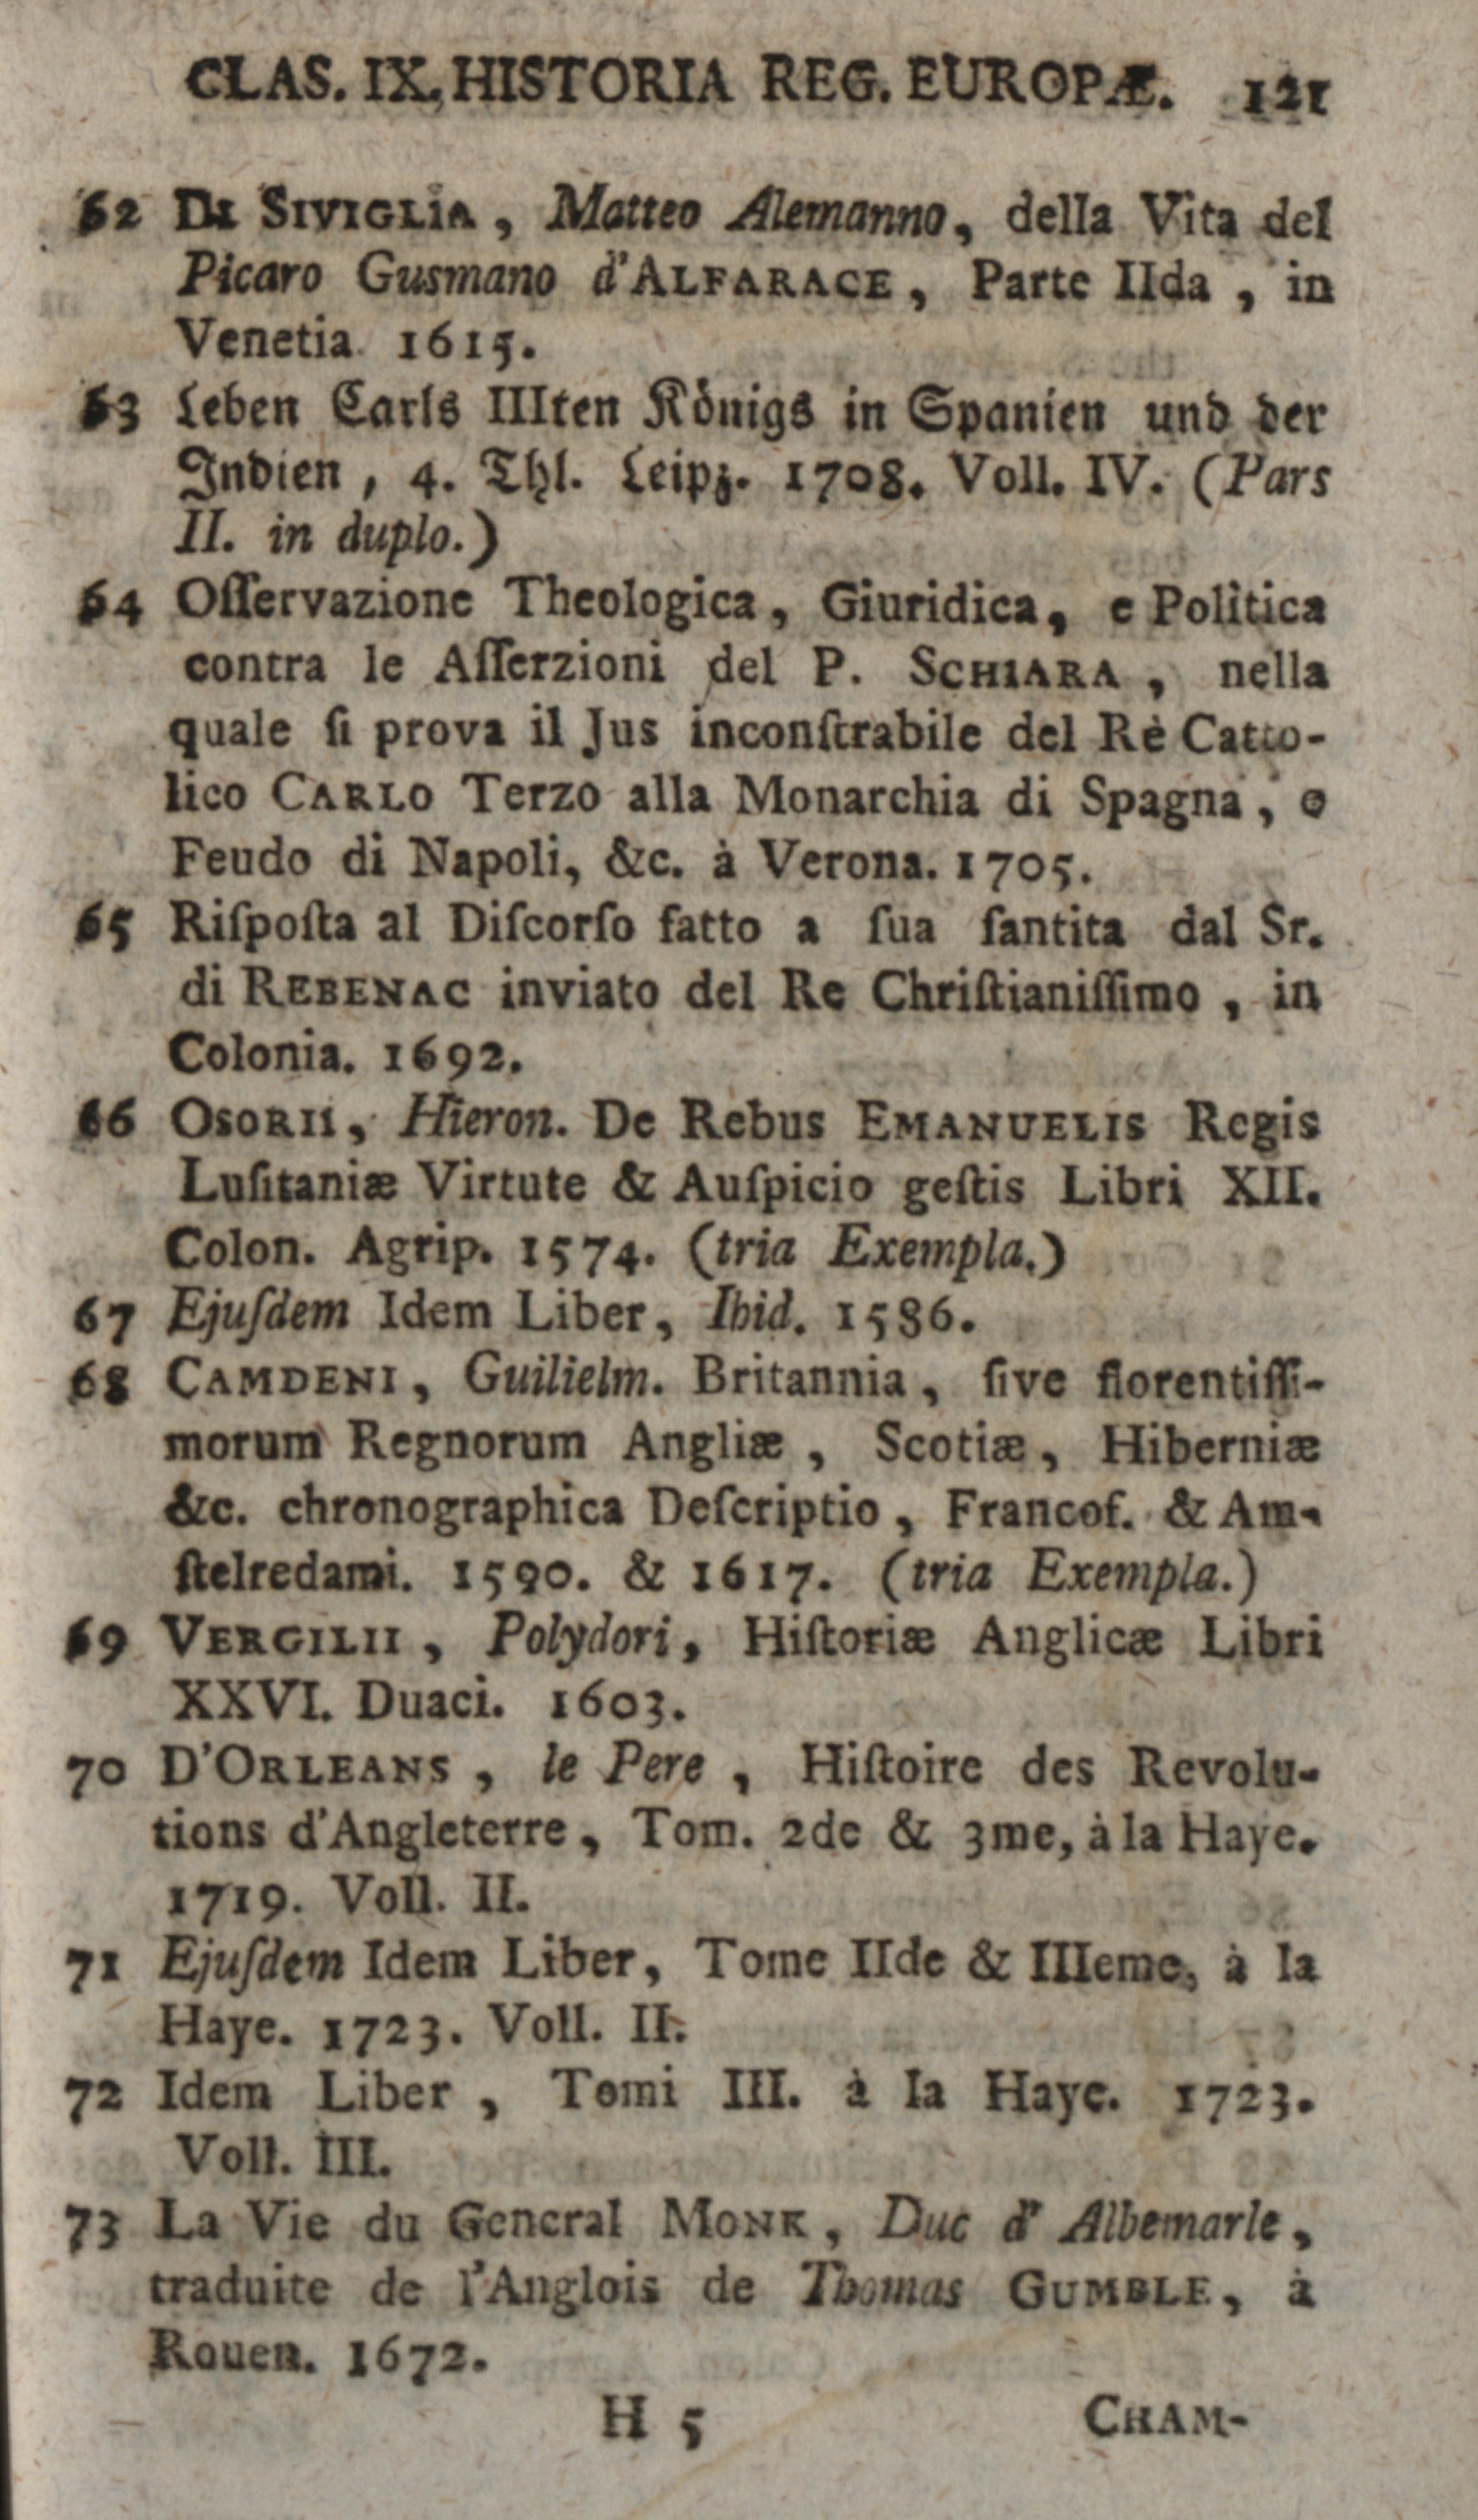 CLAS. IX. HISTORIA REG. EUROPÆ. 121
62 DI SIVIGLIA, Matteo Alemanno, della Vita del
Picaro Gusmano d'ALFARACE, Parte IIda, in
Venetia 1615.
63 Leben Carls IIIten Königs in Spanien und der
Indien, 4. Thl. Leipz. 1708. Voll. IV. (Pars
II. in duplo.)
64 Oſſervazione Theologica, Giuridica, e Politica
contra le Aſſerzioni del P. SCHIARA, nella
quale ſi prova il Jus inconſtrabile del Rè Catto-
lico CARLO Terzo alla Monarchia di Spagna, e
Feudo di Napoli, &c. à Verona. 1705.
65 Riſpoſta al Diſcorſo fatto a ſua ſantita dal Sr.
di REBENAC inviato del Re Chriſtianiſſimo, in
Colonia. 1692.
66 OSORII, Hieron. De Rebus EMANUELIS Regis
Luſitaniæ Virtute & Auſpicio geſtis Libri XII.
Colon. Agrip. 1574. (tria Exempla.)
67 Ejuſdem Idem Liber, Ibid. 1586.
68 CAMDENI, Guilielm. Britannia, ſive florentiſſi-
morum Regnorum Angliæ, Scotiæ, Hiberniæ
&c. chronographica Deſcriptio, Francof. & Am-
ſtelredami. 1590. & 1617. (tria Exempla.)
69 VERGILII, Polydori, Hiſtoriæ Anglicæ Libri
XXVI. Duaci. 1603.
70 D'ORLEANS, le Pere, Hiſtoire des Revolu-
tions d'Angleterre, Tom. 2de & 3me, à la Haye.
1719. Voll. II.
71 Ejuſdem Idem Liber, Tome IIde & IIIeme, à la
Haye. 1723. Voll. II.
72 Idem Liber, Tomi III. à la Haye. 1723.
Voll. III.
73 La Vie du General MONK, Duc d'Albemarle,
traduite de l'Anglois de Thomas GUMBLE, à
Rouen. 1672.
H 5 CHAM-